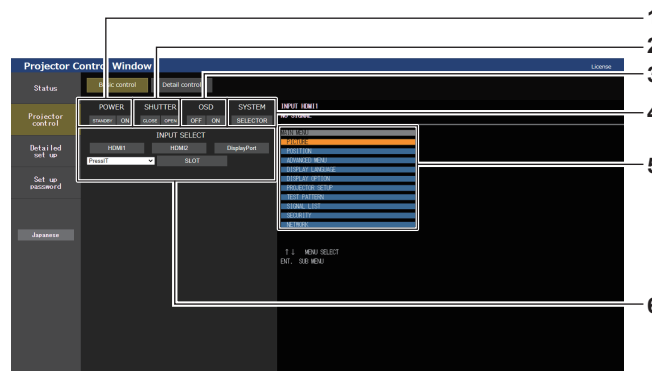 1
2
3
4
5
6
Projector Control Window
License
Status
Basic control
Detail control
Projector
control
Detailed
set up
Set up
password
Japanese
POWER
STANDBY ON
SHUTTER
CLOSE OPEN
OSD
OFF ON
SYSTEM
SELECTOR
INPUT SELECT
HDMI1
HDMI2
DisplayPort
PressIT
SLOT
INPUT HDMI1
NO SIGNAL
MAIN MENU
PICTURE
POSITION
ADVANCED MENU
DISPLAY LANGUAGE
DISPLAY OPTION
PROJECTOR SETUP
TEST PATTERN
SIGNAL LIST
SECURITY
NETWORK
↑↓ MENU SELECT
ENT. SUB MENU